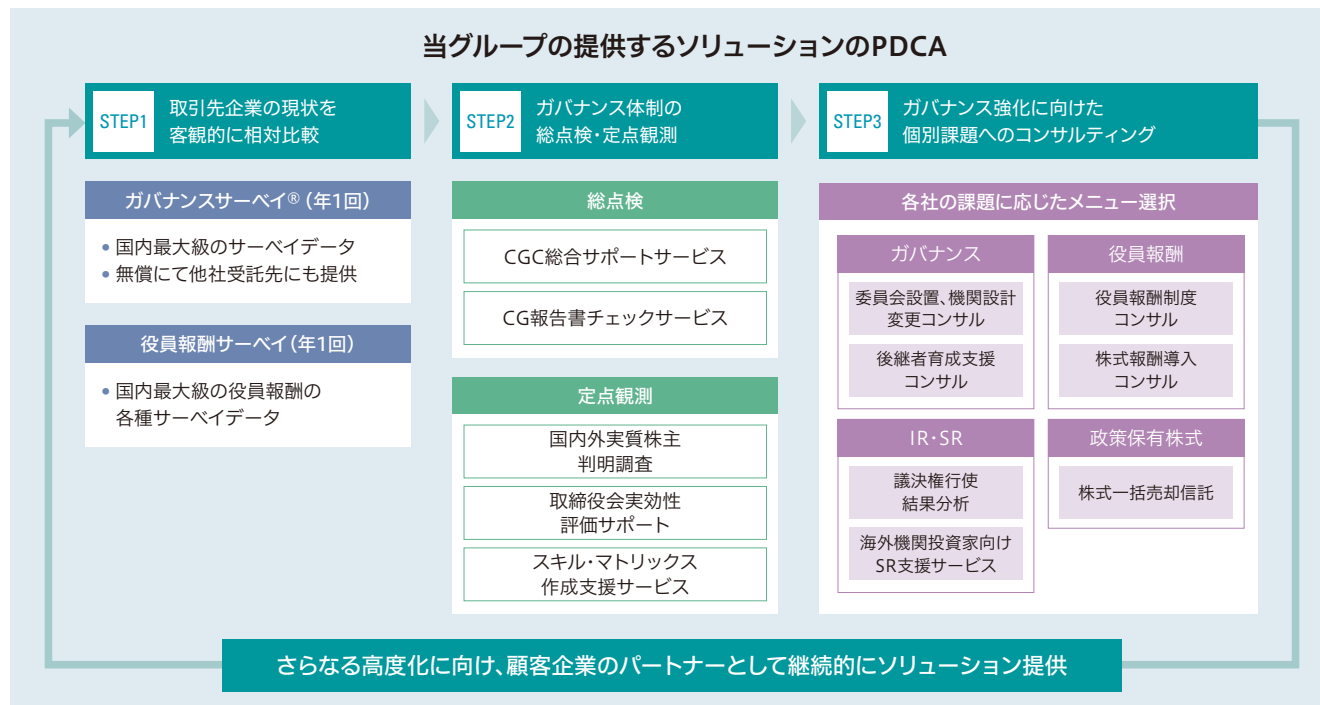 当グループの提供するソリューションのPDCA
STEP1
取引先企業の現状を
客観的に相対比較
STEP2
ガバナンス体制の
総点検・定点観測
STEP3
ガバナンス強化に向けた
個別課題へのコンサルティング
ガバナンスサーベイ®（年1回）
• 国内最大級のサーベイデータ
• 無償にて他社受託先にも提供
役員報酬サーベイ（年1回）
• 国内最大級の役員報酬の
各種サーベイデータ
総点検
CGC総合サポートサービス
CG報告書チェックサービス
定点観測
国内外実質株主
判明調査
取締役会実効性
評価サポート
スキル・マトリックス
作成支援サービス
各社の課題に応じたメニュー選択
ガバナンス
委員会設置、機関設計
変更コンサル
後継者育成支援
コンサル
役員報酬
役員報酬制度
コンサル
株式報酬導入
コンサル
IR・SR
議決権行使
結果分析
海外機関投資家向け
SR支援サービス
政策保有株式
株式一括売却信託
さらなる高度化に向け、顧客企業のパートナーとして継続的にソリューション提供